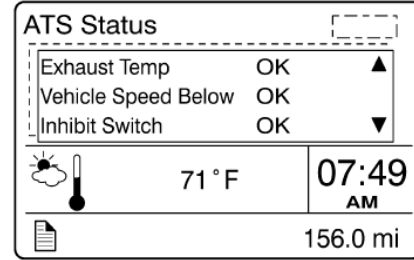 ATS Status
Exhaust Temp OK
Vehicle Speed Below OK
Inhibit Switch OK
71°F
07:49
AM
156.0 mi